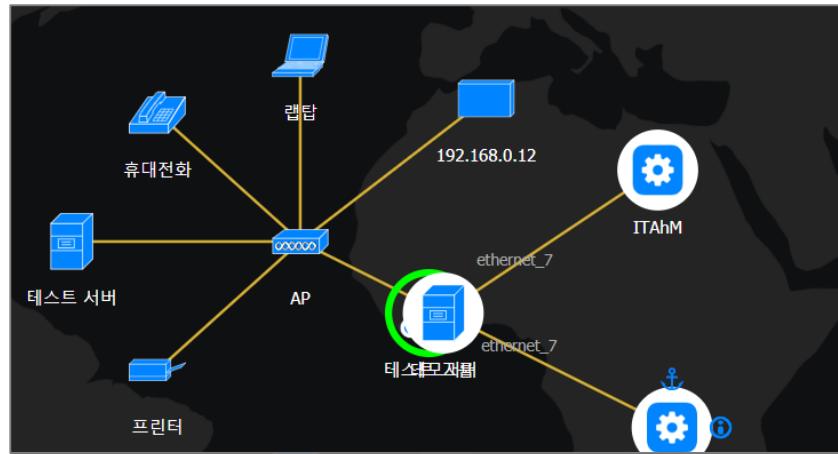 랩탑
휴대전화
192.168.0.12
ITAhM
테스트 서버
AP
ethernet_7
ethernet_7
프린터